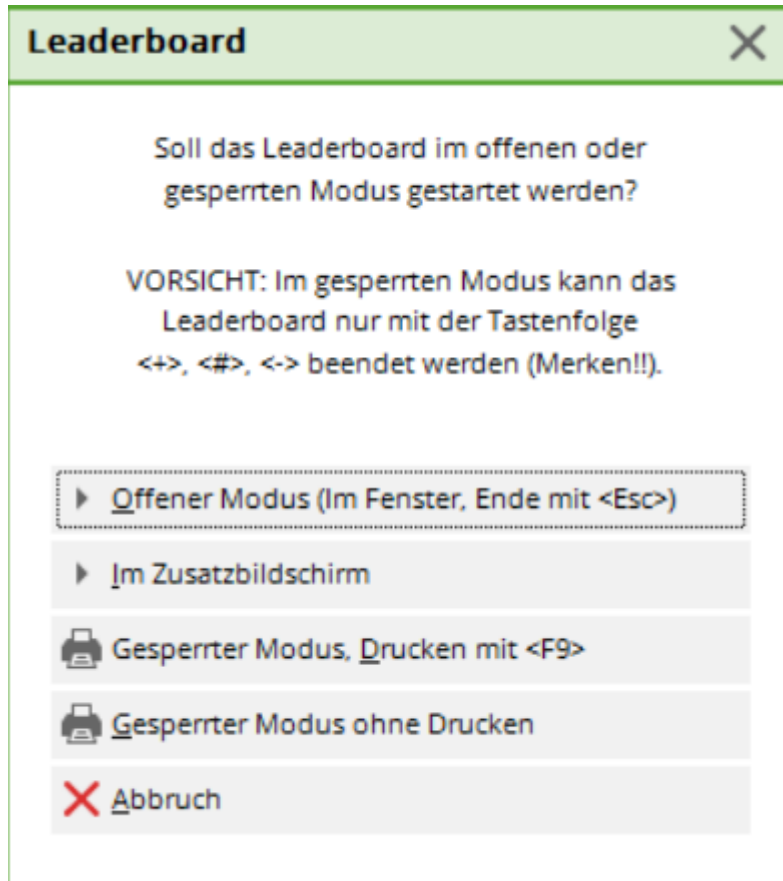 Leaderboard
Soll das Leaderboard im offenen oder
gesperrten Modus gestartet werden?
VORSICHT: Im gesperrten Modus kann das
Leaderboard nur mit der Tastenfolge
<+>, <#>, <-> beendet werden (Merken!!).
Offener Modus (Im Fenster, Ende mit <Esc>)
Im Zusatzbildschirm
Gesperrter Modus, Drucken mit <F9>
Gesperrter Modus ohne Drucken
Abbruch